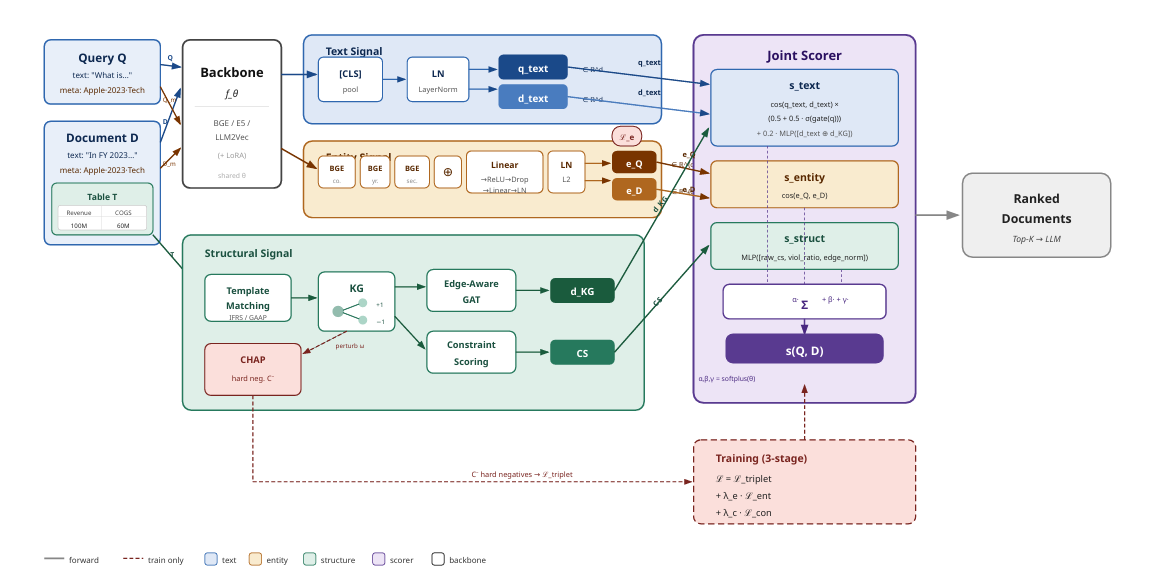 Query Q
text: "What is..."
meta: Apple·2023·Tech
Document D
text: "In FY 2023..."
meta: Apple·2023·Tech
Table T
Revenue COGS
100M 60M
Q
D
T
Backbone
f_θ
BGE / E5 /
LLM2Vec
(+ LoRA)
shared θ
Text Signal
[CLS]
pool
LN
LayerNorm
q_text
d_text
∈ R^d
∈ R^d
q_text
d_text
ℒ_e
BGE
co.
BGE
yr.
BGE
sec.
⊕
Linear
→ReLU→Drop
→Linear→LN
LN
L2
e_Q
e_D
e_Q
e_D
d_KG
CS
Structural Signal
Template
Matching
IFRS / GAAP
KG
+1
−1
Edge-Aware
GAT
d_KG
Constraint
Scoring
CS
perturb ω
CHAP
hard neg. C⁻
Joint Scorer
s_text
cos(q_text, d_text) ×
(0.5 + 0.5 · σ(gate(q)))
+ 0.2 · MLP([d_text ⊕ d_KG])
s_entity
cos(e_Q, e_D)
s_struct
MLP([raw_cs, viol_ratio, edge_norm])
α· Σ + β· + γ·
s(Q, D)
α,β,γ = softplus(θ)
Ranked
Documents
Top-K → LLM
C⁻ hard negatives → ℒ_triplet
Training (3-stage)
ℒ = ℒ_triplet
+ λ_e · ℒ_ent
+ λ_c · ℒ_con
forward
train only
text
entity
structure
scorer
backbone